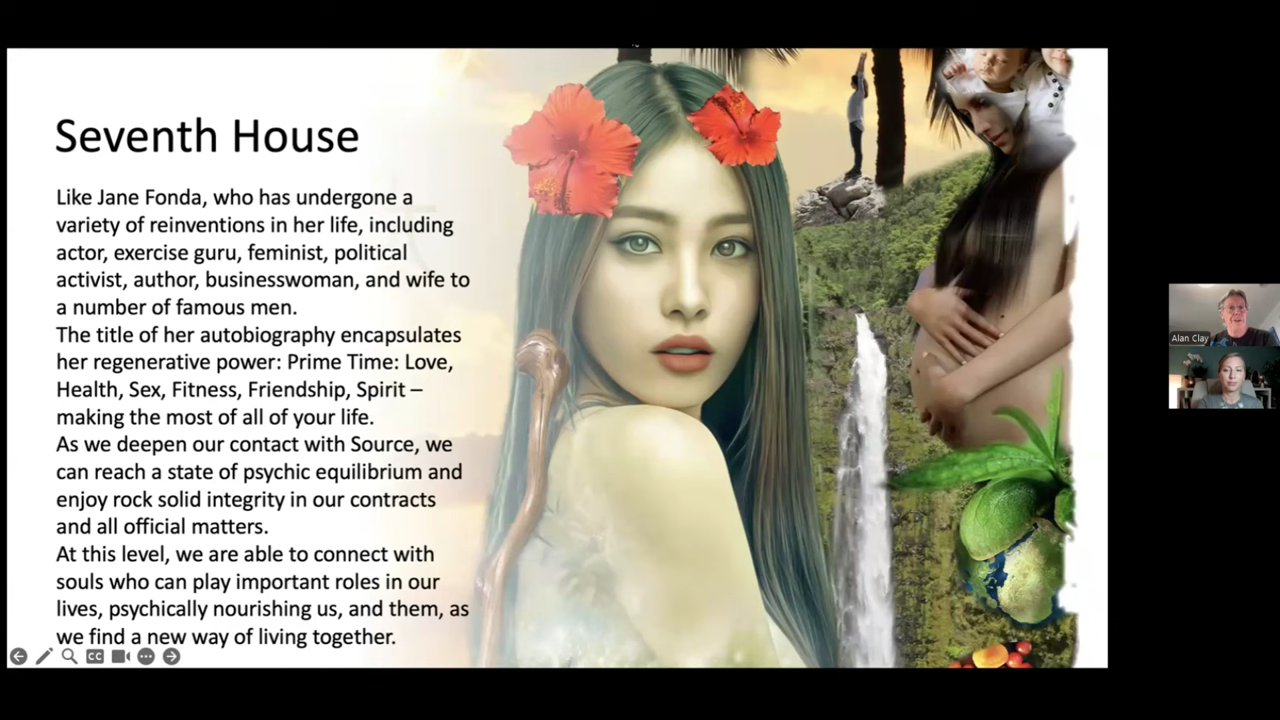 Seventh House
Like Jane Fonda, who has undergone a
variety of reinventions in her life, including
actor, exercise guru, feminist, political
activist, author, businesswoman, and wife to
a number of famous men.
The title of her autobiography encapsulates
her regenerative power: Prime Time: Love,
Health, Sex, Fitness, Friendship, Spirit –
making the most of all of your life.
As we deepen our contact with Source, we
can reach a state of psychic equilibrium and
enjoy rock solid integrity in our contracts
and all official matters.
At this level, we are able to connect with
souls who can play important roles in our
lives, psychically nourishing us, and them, as
we find a new way of living together.
CC
Alan Clay